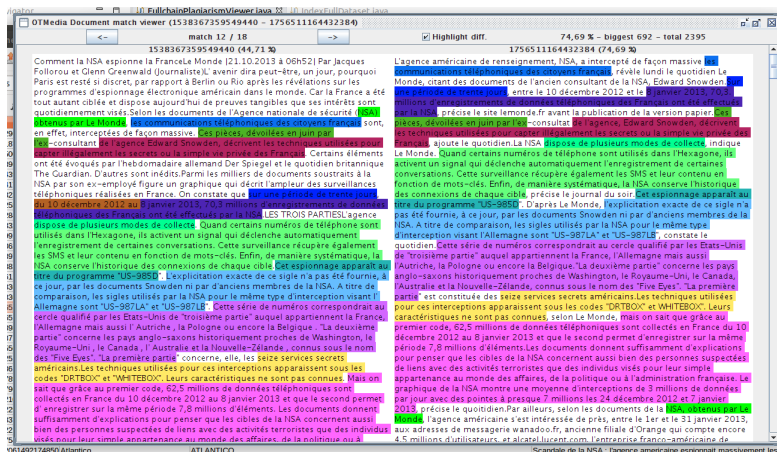 FullchainPlagiarismViewer.java
IndexFullDataset.java
OTMedia Document match viewer (1538367359549440 - 1756511164432384)
<-
match 12 / 18
->
Highlight diff.
74,69 % - biggest 692 - total 2395
1538367359549440 (44,71 %)
Comment la NSA espionne la FranceLe Monde |21.10.2013 à 06h52| Par Jacques
Follorou et Glenn Greenwald (Journaliste)L' avenir dira peut-être, un jour, pourquoi
Paris est resté si discret, par rapport à Berlin ou Rio après les révélations sur les
programmes d'espionnage électronique américain dans le monde. Car la France a été
tout autant ciblée et dispose aujourd'hui de preuves tangibles que ses intérêts sont
quotidiennement visés.Selon les documents de l'Agence nationale de sécurité (NSA)
obtenus par Le Monde, les communications téléphoniques des citoyens français sont,
en effet, interceptées de façon massive. Ces pièces, dévoilées en juin par
l'ex-consultant de l'agence Edward Snowden, décrivent les techniques utilisées pour
capter illégalement les secrets ou la simple vie privée des Français. Certains éléments
ont été évoqués par l'hebdomadaire allemand Der Spiegel et le quotidien britannique
The Guardian. D'autres sont inédits.Parmi les milliers de documents soustraits à la
NSA par son ex-employé figure un graphique qui décrit l'ampleur des surveillances
téléphoniques réalisées en France. On constate que sur une période de trente jours
du 10 décembre 2012 au 8 janvier 2013, 70,3 millions d'enregistrements de données
téléphoniques des Français ont été effectués par la NSA.LES TROIS PARTIESL'agence
dispose de plusieurs modes de collecte. Quand certains numéros de téléphone sont
utilisés dans l'Hexagone, ils activent un signal qui déclenche automatiquement
l'enregistrement de certaines conversations. Cette surveillance récupère également
les SMS et leur contenu en fonction de mots-clés. Enfin, de manière systématique, la
NSA conserve l'historique des connexions de chaque cible.Cet espionnage apparaît au
titre du programme "US-985D". L'explicitation exacte de ce sigle n'a pas été fournie, à
ce jour, par les documents Snowden ni par d'anciens membres de la NSA. A titre de
comparaison, les sigles utilisés par la NSA pour le même type d'interception visant l'
Allemagne sont "US-987LA" et "US-987LB". Cette série de numéros correspondrait au
cercle qualifié par les Etats-Unis de "troisième partie" auquel appartiennent la France,
l'Allemagne mais aussi l' Autriche , la Pologne ou encore la Belgique . "La deuxième
partie" concerne les pays anglo-saxons historiquement proches de Washington, le
Royaume-Uni , le Canada , l' Australie et la Nouvelle-Zélande , connus sous le nom
des "Five Eyes". "La première partie" concerne, elle, les seize services secrets
américains.Les techniques utilisées pour ces interceptions apparaissent sous les
codes "DRTBOX" et "WHITEBOX". Leurs caractéristiques ne sont pas connues. Mais on
sait que grâce au premier code, 62,5 millions de données téléphoniques sont
collectés en France du 10 décembre 2012 au 8 janvier 2013 et que le second permet
d' enregistrer sur la même période 7,8 millions d'éléments. Les documents donnent
suffisamment d'explications pour penser que les cibles de la NSA concernent aussi
bien des personnes suspectées de liens avec des activités terroristes que des individus
visés pour leur simple appartenance au monde des affaires, de la politique ou à
1756511164432384 (74,69 %)
L'agence américaine de renseignement, NSA, a intercepté de façon massive les
communications téléphoniques des citoyens français, révèle lundi le quotidien Le
Monde, citant des documents de l'ancien consultant de la NSA, Edward Snowden.Sur
une période de trente jours, entre le 10 décembre 2012 et le 8 janvier 2013, 70,3
millions d'enregistrements de données téléphoniques des Français ont été effectués
par la NSA, précise le lemonde.fr avant la publication de la version papier.Ces
pièces, dévoilées en juin par l'ex-consultant de l'agence, Edward Snowden, décrivent
les techniques utilisées pour capter illégalement les secrets ou la simple vie privée des
Français, ajoute le quotidien.La NSA dispose de plusieurs modes de collecte, indique
Le Monde. Quand certains numéros de téléphone sont utilisés dans l'Hexagone, ils
activent un signal qui déclenche automatiquement l'enregistrement de certaines
conversations. Cette surveillance récupère également les SMS et leur contenu en
fonction de mots-clés. Enfin, de manière systématique, la NSA conserve l'historique
des connexions de chaque cible, précise le journal du soir.Cet espionnage apparaît au
titre du programme "US-985D". D'après Le Monde, l'explicitation exacte de ce sigle n'a
pas été fournie, à ce jour, par les documents Snowden ni par d'anciens membres de la
NSA. A titre de comparaison, les sigles utilisés par la NSA pour le même type
d'interception visant l'Allemagne sont "US-987LA" et "US-987LB", constate le
quotidien.Cette série de numéros correspondrait au cercle qualifié par les Etats-Unis
de "troisième partie" auquel appartiennent la France, l'Allemagne mais aussi
l'Autriche, la Pologne ou encore la Belgique."La deuxième partie" concerne les pays
anglo-saxons historiquement proches de Washington, le Royaume-Uni, le Canada,
l'Australie et la Nouvelle-Zélande, connus sous le nom des "Five Eyes". "La première
partie" est constituée des seize services secrets américains.Les techniques utilisées
pour ces interceptions apparaissent sous les codes "DRTBOX" et "WHITEBOX". Leurs
caractéristiques ne sont pas connues, selon Le Monde, mais on sait que grâce au
premier code, 62,5 millions de données téléphoniques sont collectés en France du 10
décembre 2012 au 8 janvier 2013 et que le second permet d'enregistrer sur la même
période 7,8 millions d'éléments.Les documents donnent suffisamment d'explications
pour penser que les cibles de la NSA concernent aussi bien des personnes suspectées
de liens avec des activités terroristes que des individus visés pour leur simple
appartenance au monde des affaires, de la politique ou à l'administration française. Le
graphique de la NSA montre une moyenne d'interceptions de 3 millions de données
par jour avec des pointes à presque 7 millions les 24 décembre 2012 et 7 janvier
2013, précise le quotidien.Par ailleurs, selon les documents de la NSA, obtenus par Le
Monde, l'agence américaine s'est intéressée de près, entre le 1er et le 31 janvier 2013,
aux adresses de messagerie wanadoo.fr, ancienne filiale d'Orange qui compte encore
4,5 millions d'utilisateurs, et alcatel-lucent.com, l'entreprise franco-américaine de
061492174850|Atlantico
ATLANTICO
Scandale de la NSA : l'agence americaine espionnait massivement les